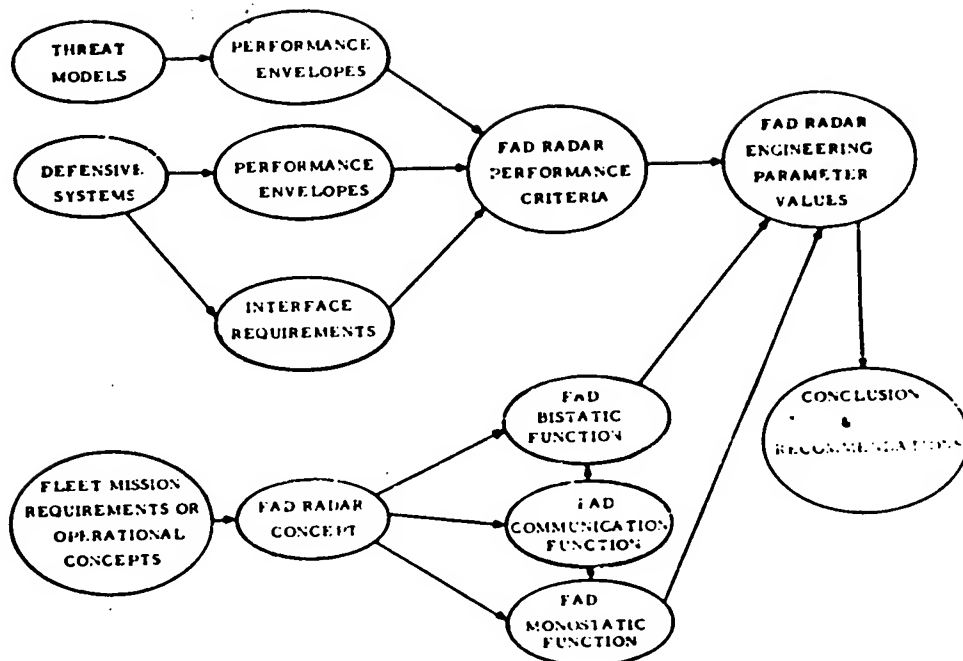 THREAT
MODELS
PERFORMANCE
ENVELOPES
DEFENSIVE
SYSTEMS
PERFORMANCE
ENVELOPES
INTERFACE
REQUIREMENTS
FAD RADAR
PERFORMANCE
CRITERIA
FAD RADAR
ENGINEERING
PARAMETER
VALUES
FLEET MISSION
REQUIREMENTS OR
OPERATIONAL
CONCEPTS
FAD RADAR
CONCEPT
FAD
BISTATIC
FUNCTION
FAD
COMMUNICATION
FUNCTION
FAD
MONOSTATIC
FUNCTION
CONCLUSION
&
RECOMMENDATIONS